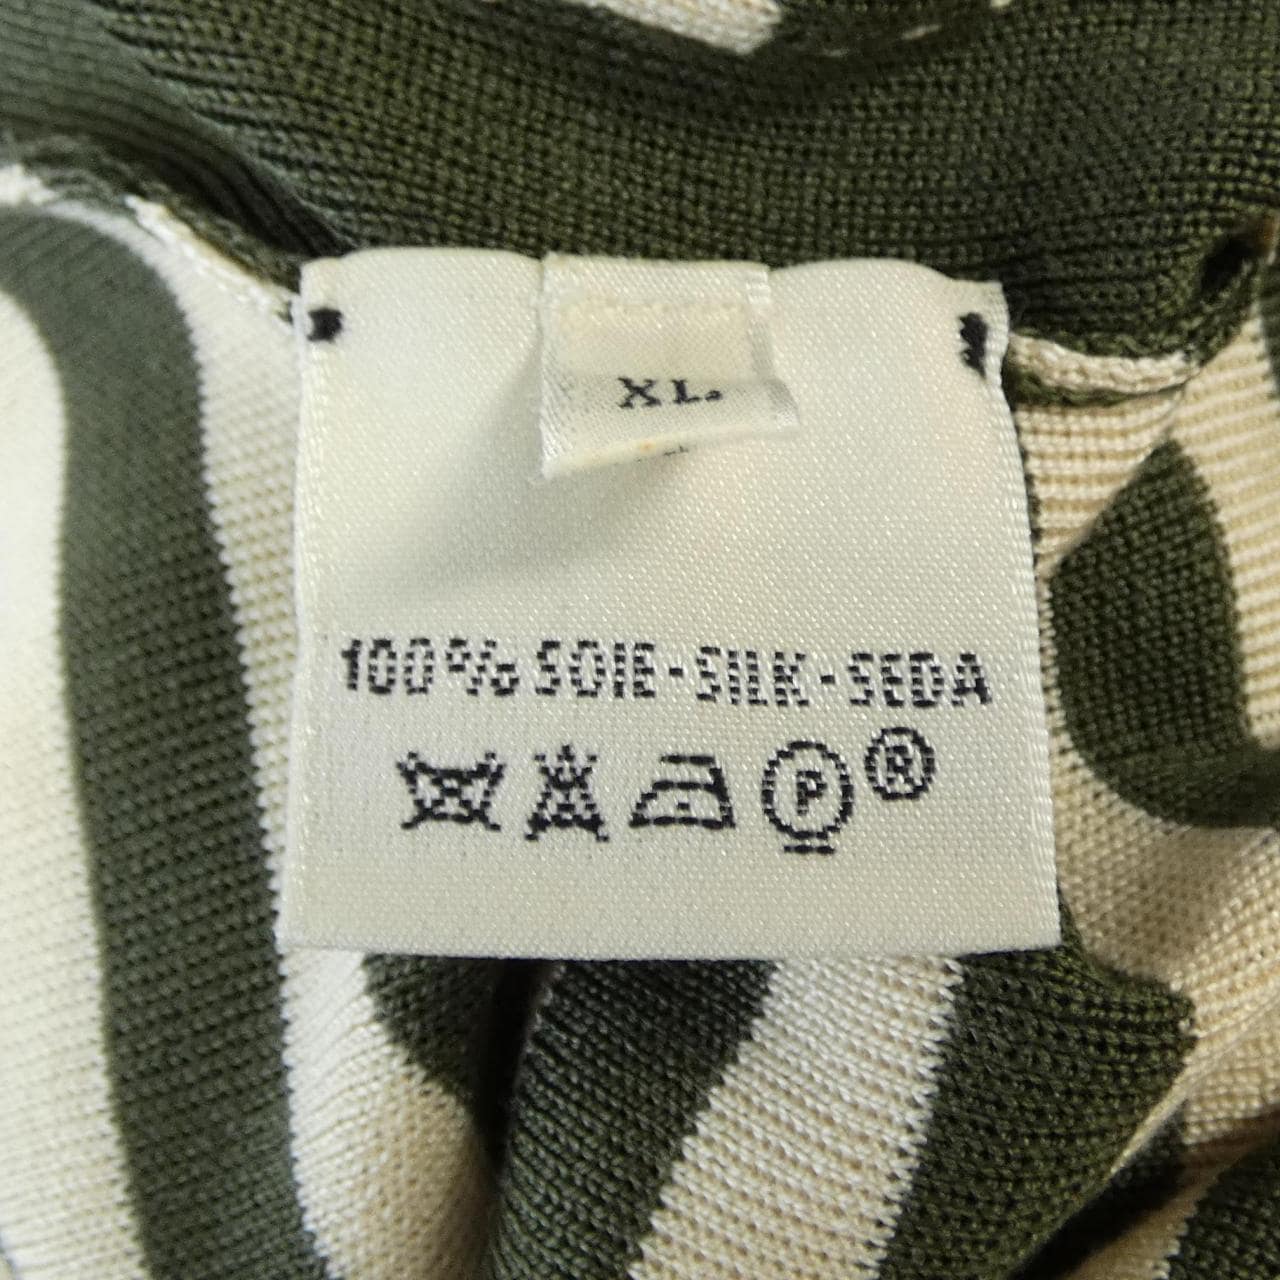 XL.
100% SOIE - SILK - SEDA
P ®